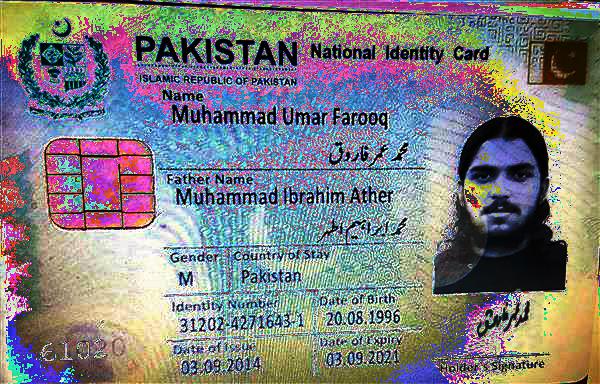 PAKISTAN National Identity Card
ISLAMIC REPUBLIC OF PAKISTAN
Name
Muhammad Umar Farooq
محمد عمر فاروق
Father Name
Muhammad Ibrahim Ather
محمد ابراہیم اطہر
Gender Country of Stay
M Pakistan
Identity Number Date of Birth
31202-4271643-1 20.08.1996
Date of Issue Date of Expiry
03.09.2014 03.09.2021
Holder's Signature